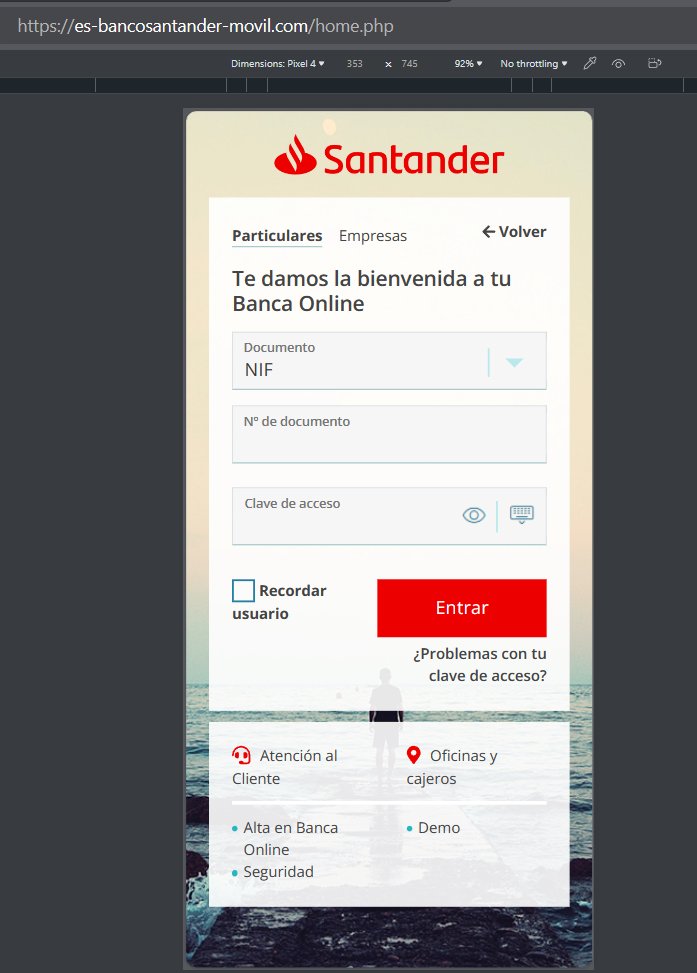 https://es-bancosantander-movil.com/home.php
Dimensions: Pixel 4 ▼ 353 x 745 92% ▼ No throttling ▼
Santander
Particulares Empresas ← Volver
Te damos la bienvenida a tu
Banca Online
Documento
NIF
Nº de documento
Clave de acceso
Recordar
usuario
Entrar
¿Problemas con tu
clave de acceso?
Atención al
Cliente
Oficinas y
cajeros
• Alta en Banca
Online
• Demo
• Seguridad